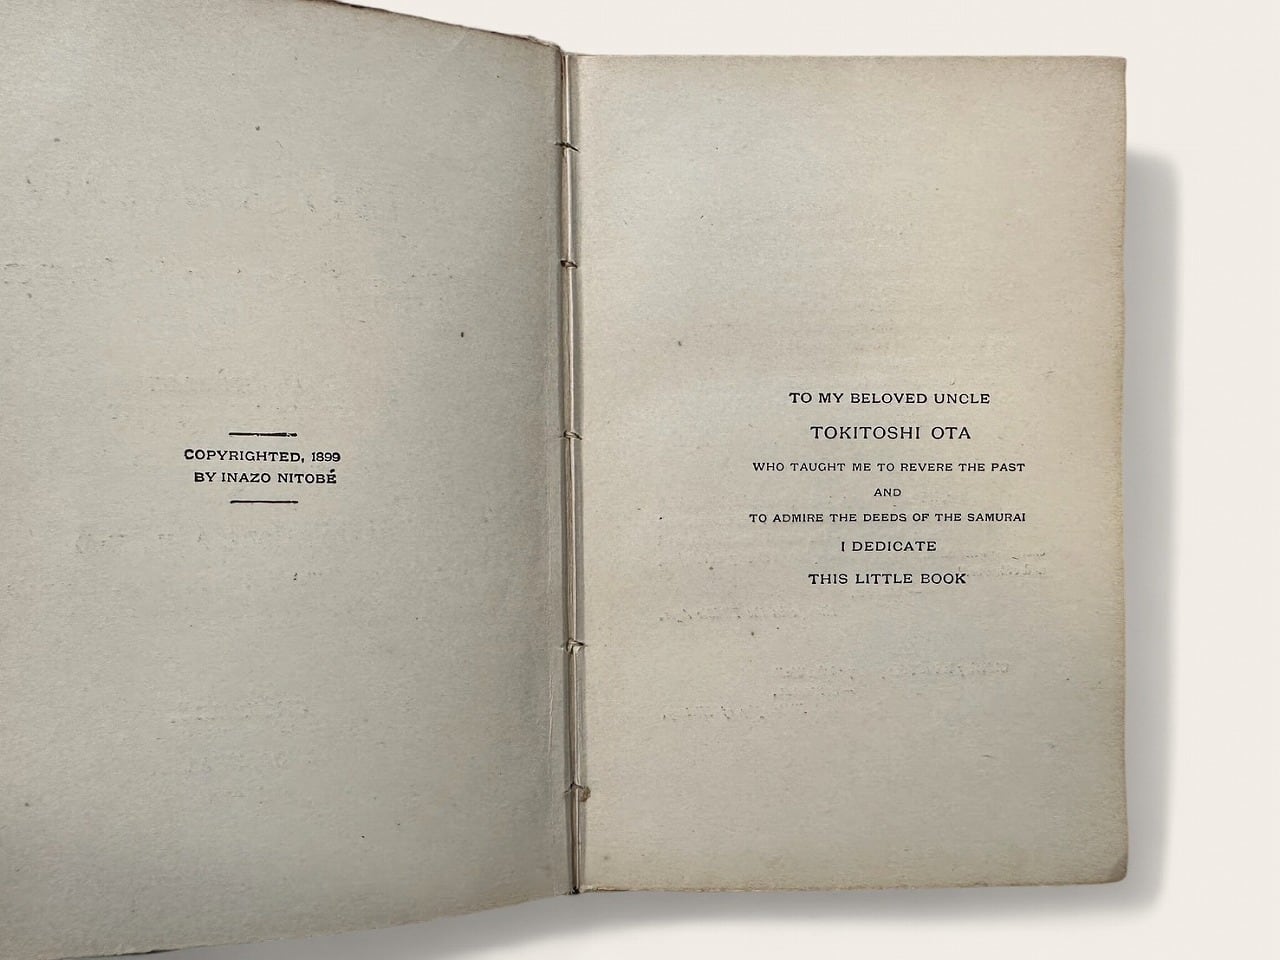 COPYRIGHTED, 1899
BY INAZO NITOBÉ
TO MY BELOVED UNCLE
TOKITOSHI OTA
WHO TAUGHT ME TO REVERE THE PAST
AND
TO ADMIRE THE DEEDS OF THE SAMURAI
I DEDICATE
THIS LITTLE BOOK